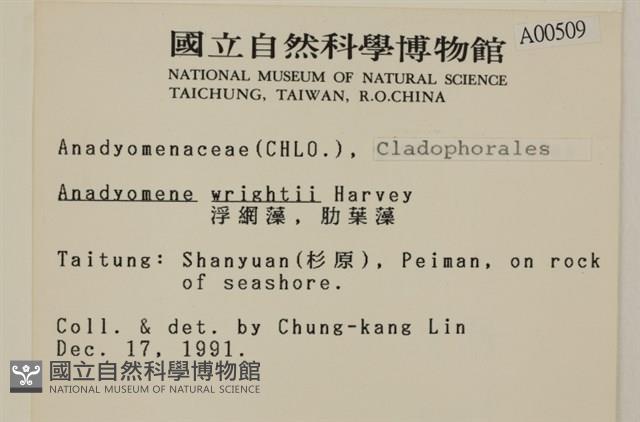 國立自然科學博物館
A00509
NATIONAL MUSEUM OF NATURAL SCIENCE
TAICHUNG, TAIWAN, R.O.CHINA
Anadyomenaceae(CHLO.), Cladophorales
Anadyomene wrightii Harvey
浮網藻, 肋葉藻
Taitung: Shanyuan(杉原), Peiman, on rock
of seashore.
Coll. & det. by Chung-kang Lin
Dec. 17, 1991.
國立自然科學博物館
NATIONAL MUSEUM OF NATURAL SCIENCE